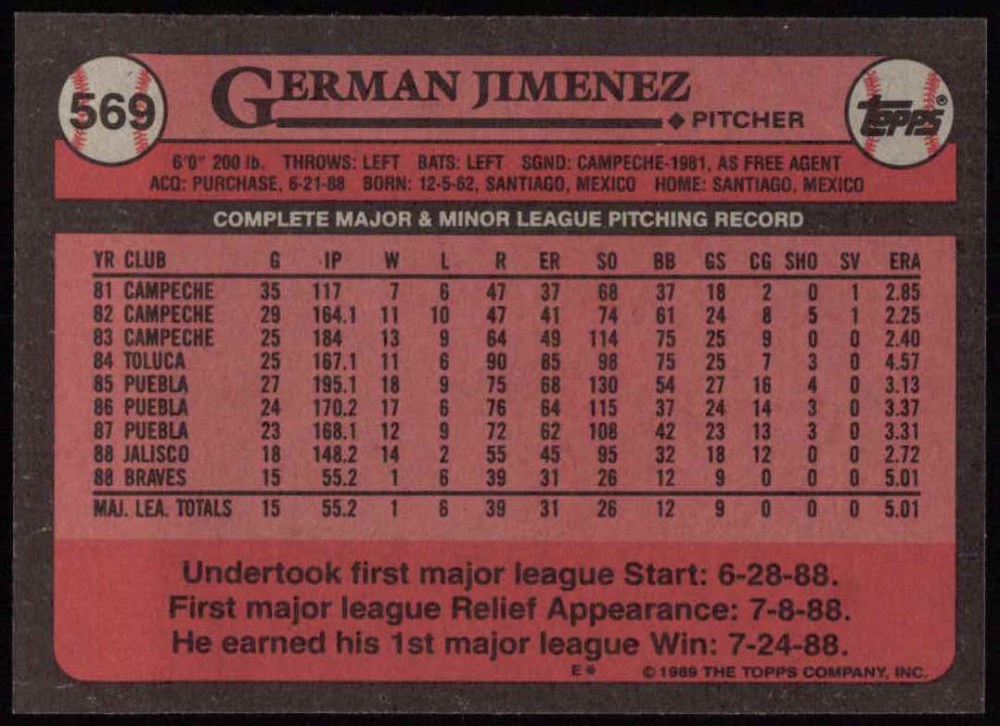 569
GERMAN JIMENEZ
◆ PITCHER
TOPPS®
6'0" 200 lb. THROWS: LEFT BATS: LEFT SGND: CAMPECHE-1981, AS FREE AGENT
ACQ: PURCHASE, 6-21-88 BORN: 12-5-62, SANTIAGO, MEXICO HOME: SANTIAGO, MEXICO
COMPLETE MAJOR & MINOR LEAGUE PITCHING RECORD
YR CLUB G IP W L R ER SO BB GS CG SHO SV ERA
81 CAMPECHE 35 117 7 6 47 37 68 37 18 2 0 1 2.85
82 CAMPECHE 29 164.1 11 10 47 41 74 61 24 8 5 1 2.25
83 CAMPECHE 25 184 13 9 64 49 114 75 25 9 0 0 2.40
84 TOLUCA 25 167.1 11 6 90 85 98 75 25 7 3 0 4.57
85 PUEBLA 27 195.1 18 9 75 68 130 54 27 16 4 0 3.13
86 PUEBLA 24 170.2 17 6 76 64 115 37 24 14 3 0 3.37
87 PUEBLA 23 168.1 12 9 72 62 108 42 23 13 3 0 3.31
88 JALISCO 18 148.2 14 2 55 45 95 32 18 12 0 0 2.72
88 BRAVES 15 55.2 1 6 39 31 26 12 9 0 0 0 5.01
MAJ. LEA. TOTALS 15 55.2 1 6 39 31 26 12 9 0 0 0 5.01
Undertook first major league Start: 6-28-88.
First major league Relief Appearance: 7-8-88.
He earned his 1st major league Win: 7-24-88.
E* © 1989 THE TOPPS COMPANY, INC.